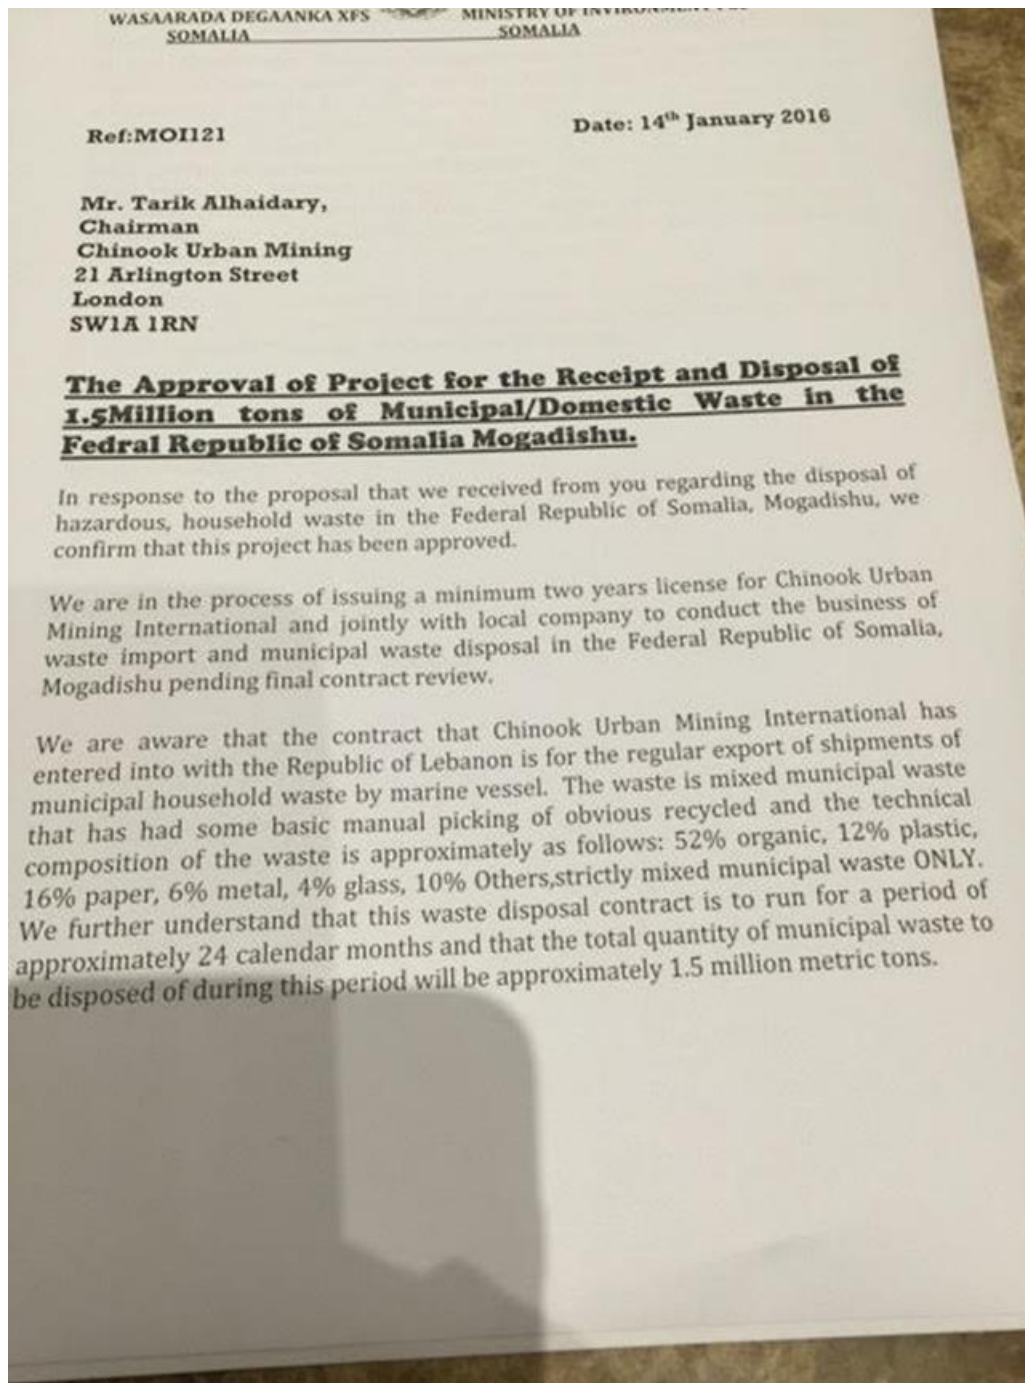 WASAARADA DEGAANKA XFS
SOMALIA
MINISTRY OF
SOMALIA
Ref:MOI121
Date: 14th January 2016
Mr. Tarik Alhaidary,
Chairman
Chinook Urban Mining
21 Arlington Street
London
SW1A 1RN
The Approval of Project for the Receipt and Disposal of
1.5Million tons of Municipal/Domestic Waste in the
Fedral Republic of Somalia Mogadishu.
In response to the proposal that we received from you regarding the disposal of
hazardous, household waste in the Federal Republic of Somalia, Mogadishu, we
confirm that this project has been approved.
We are in the process of issuing a minimum two years license for Chinook Urban
Mining International and jointly with local company to conduct the business of
waste import and municipal waste disposal in the Federal Republic of Somalia,
Mogadishu pending final contract review.
We are aware that the contract that Chinook Urban Mining International has
entered into with the Republic of Lebanon is for the regular export of shipments of
municipal household waste by marine vessel. The waste is mixed municipal waste
that has had some basic manual picking of obvious recycled and the technical
composition of the waste is approximately as follows: 52% organic, 12% plastic,
16% paper, 6% metal, 4% glass, 10% Others,strictly mixed municipal waste ONLY.
We further understand that this waste disposal contract is to run for a period of
approximately 24 calendar months and that the total quantity of municipal waste to
be disposed of during this period will be approximately 1.5 million metric tons.